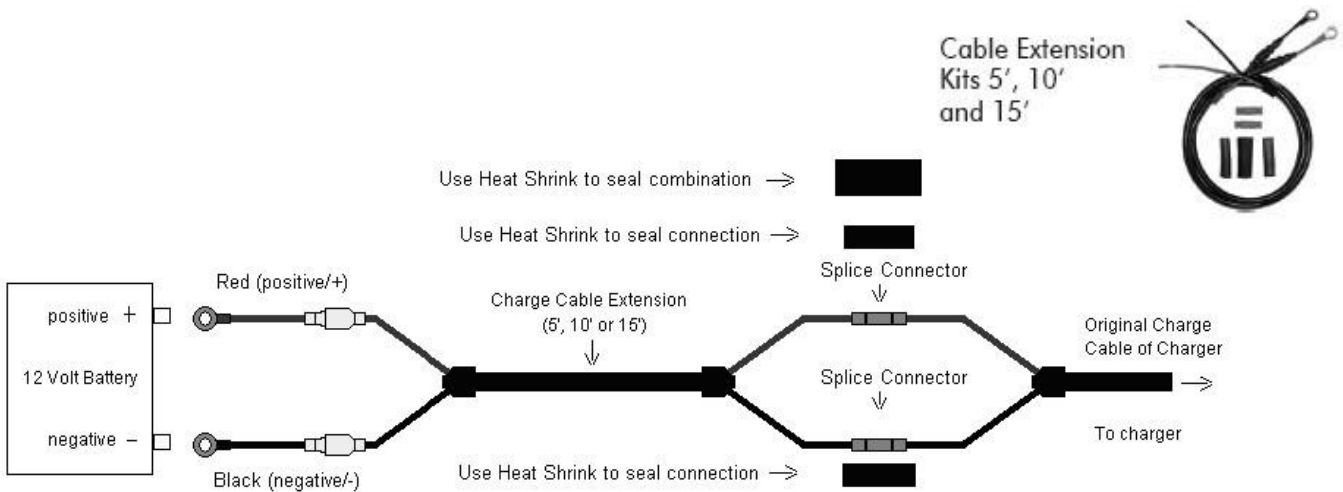 Cable Extension
Kits 5', 10'
and 15'
Use Heat Shrink to seal combination
Use Heat Shrink to seal connection
Splice Connector
Red (positive/+)
Charge Cable Extension
(5', 10' or 15')
positive +
Original Charge
Cable of Charger
12 Volt Battery
Splice Connector
negative −
To charger
Black (negative/-)
Use Heat Shrink to seal connection